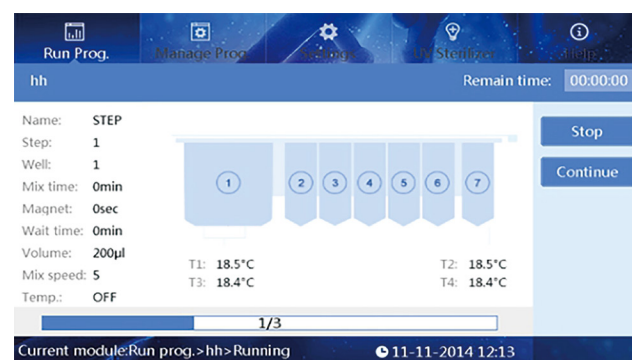 Run Prog.
Manage Prog.
Settings
UV Sterilizer
Help
hh
Remain time: 00:00:00
Name: STEP
Step: 1
Well: 1
Mix time: 0min
Magnet: 0sec
Wait time: 0min
Volume: 200μl
Mix speed: 5
Temp.: OFF
1 2 3 4 5 6 7
T1: 18.5°C
T2: 18.5°C
T3: 18.4°C
T4: 18.4°C
Stop
Continue
1/3
Current module:Run prog.>hh>Running
11-11-2014 12:13